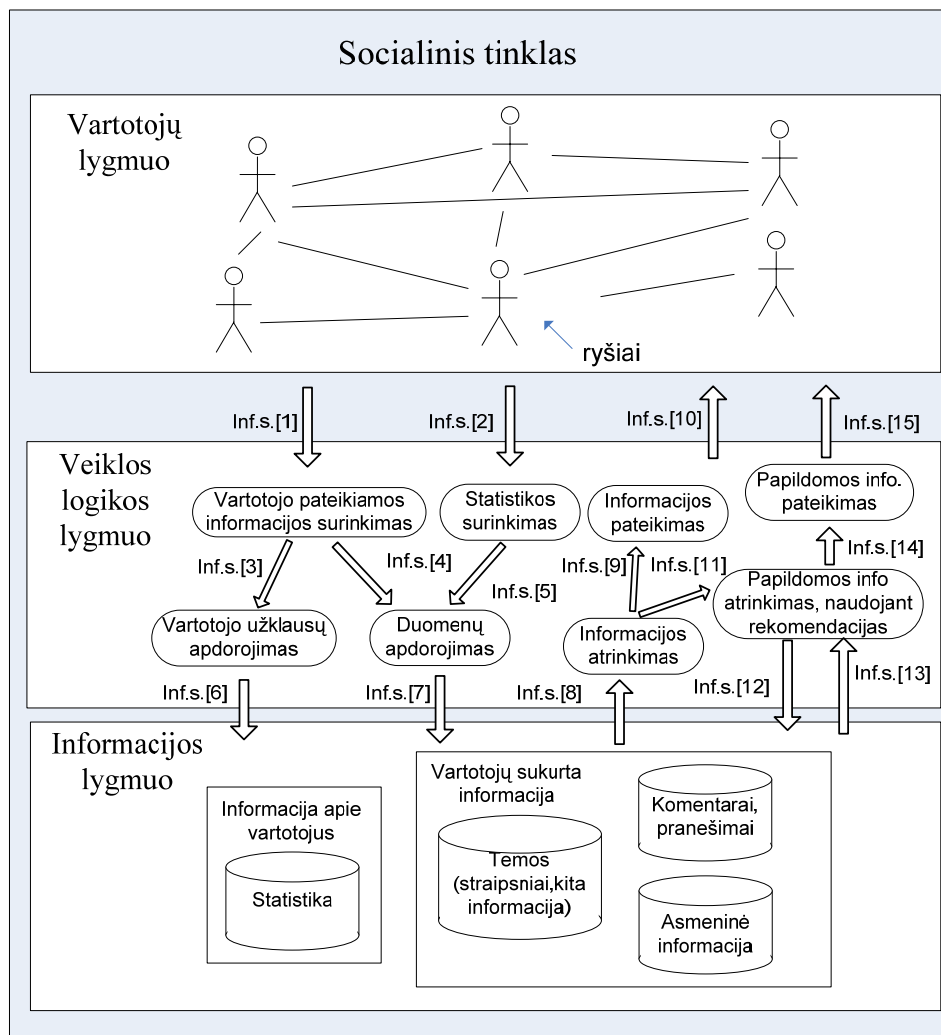 Socialinis tinklas
Vartotojų
lygmuo
ryšiai
Inf.s.[1]
Inf.s.[2]
Inf.s.[10]
Inf.s.[15]
Veiklos
logikos
lygmuo
Vartotojo pateikiamos
informacijos surinkimas
Statistikos
surinkimas
Informacijos
pateikimas
Papildomos info.
pateikimas
Inf.s.[3]
Inf.s.[4]
Inf.s.[5]
Inf.s.[9]
Inf.s.[11]
Inf.s.[14]
Vartotojo užklausų
apdorojimas
Duomenų
apdorojimas
Informacijos
atrinkimas
Papildomos info
atrinkimas, naudojant
rekomendacijas
Inf.s.[6]
Inf.s.[7]
Inf.s.[8]
Inf.s.[12]
Inf.s.[13]
Informacijos
lygmuo
Informacija apie
vartotojus
Statistika
Vartotojų sukurta
informacija
Temos
(straipsniai,kita
informacija)
Komentarai,
pranešimai
Asmeninė
informacija